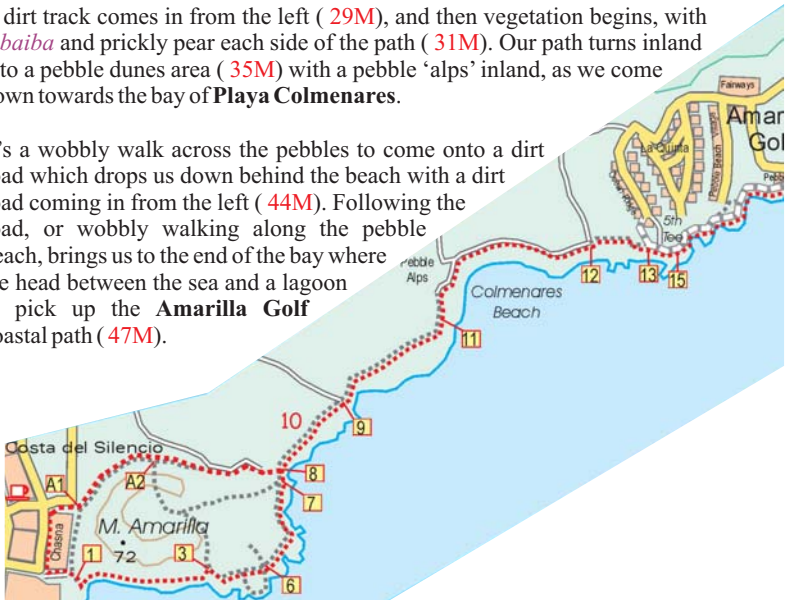 dirt track comes in from the left ( 29M), and then vegetation begins, with
baiba and prickly pear each side of the path ( 31M). Our path turns inland
to a pebble dunes area ( 35M) with a pebble ‘alps’ inland, as we come
own towards the bay of Playa Colmenares.
’s a wobbly walk across the pebbles to come onto a dirt
ad which drops us down behind the beach with a dirt
ad coming in from the left ( 44M). Following the
ad, or wobbly walking along the pebble
each, brings us to the end of the bay where
e head between the sea and a lagoon
pick up the Amarilla Golf
oastal path ( 47M).
Fairways
Amar
Gol
La Quinta
Pebble Beach Village
Pebb
5th
Tee
Pebble
Alps
12
13
15
Colmenares
Beach
11
10
9
Costa del Silencio
8
A1
A2
7
M. Amarilla
Chasna
1
72
3
6